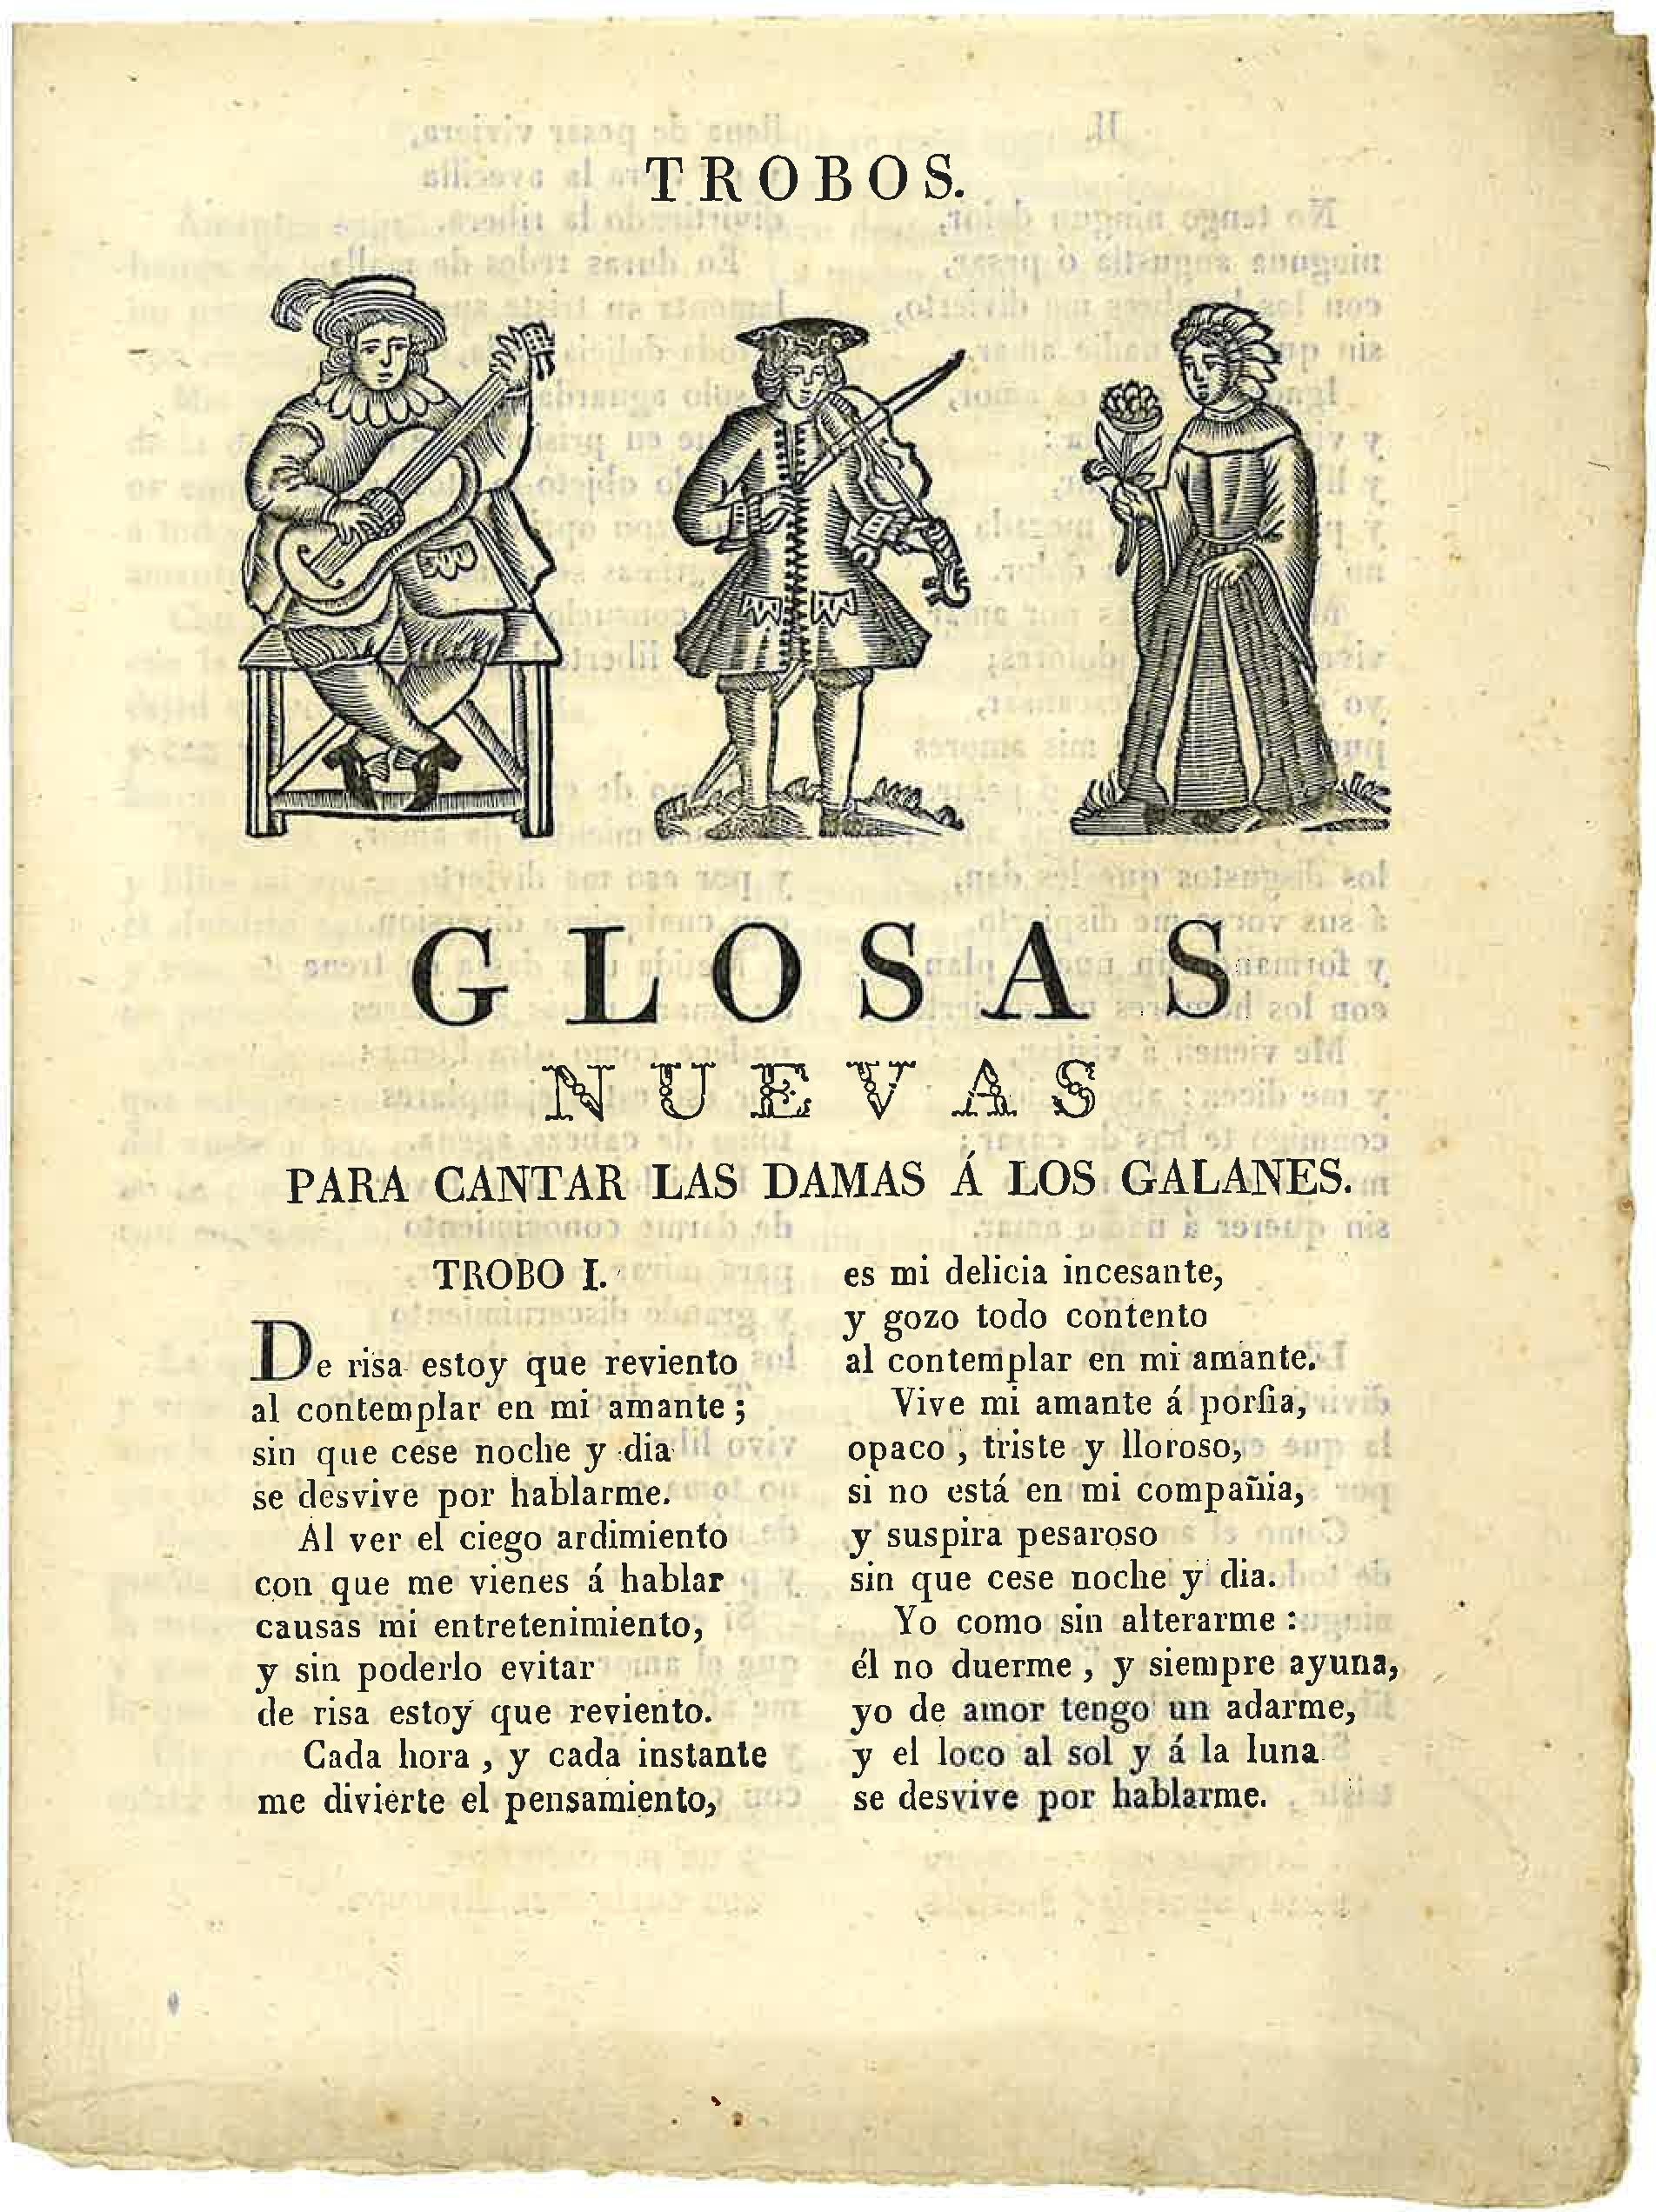 TROBOS.
GLOSAS
NUEVAS
PARA CANTAR LAS DAMAS Á LOS GALANES.
TROBO I.
De risa estoy que reviento
al contemplar en mi amante;
sin que cese noche y dia
se desvive por hablarme.
Al ver el ciego ardimiento
con que me vienes á hablar
causas mi entretenimiento,
y sin poderlo evitar
de risa estoy que reviento.
Cada hora, y cada instante
me divierte el pensamiento,
es mi delicia incesante,
y gozo todo contento
al contemplar en mi amante.
Vive mi amante á porfia,
opaco, triste y lloroso,
si no está en mi compañia,
y suspira pesaroso
sin que cese noche y dia.
Yo como sin alterarme:
él no duerme, y siempre ayuna,
yo de amor tengo un adarme,
y el loco al sol y á la luna
se desvive por hablarme.